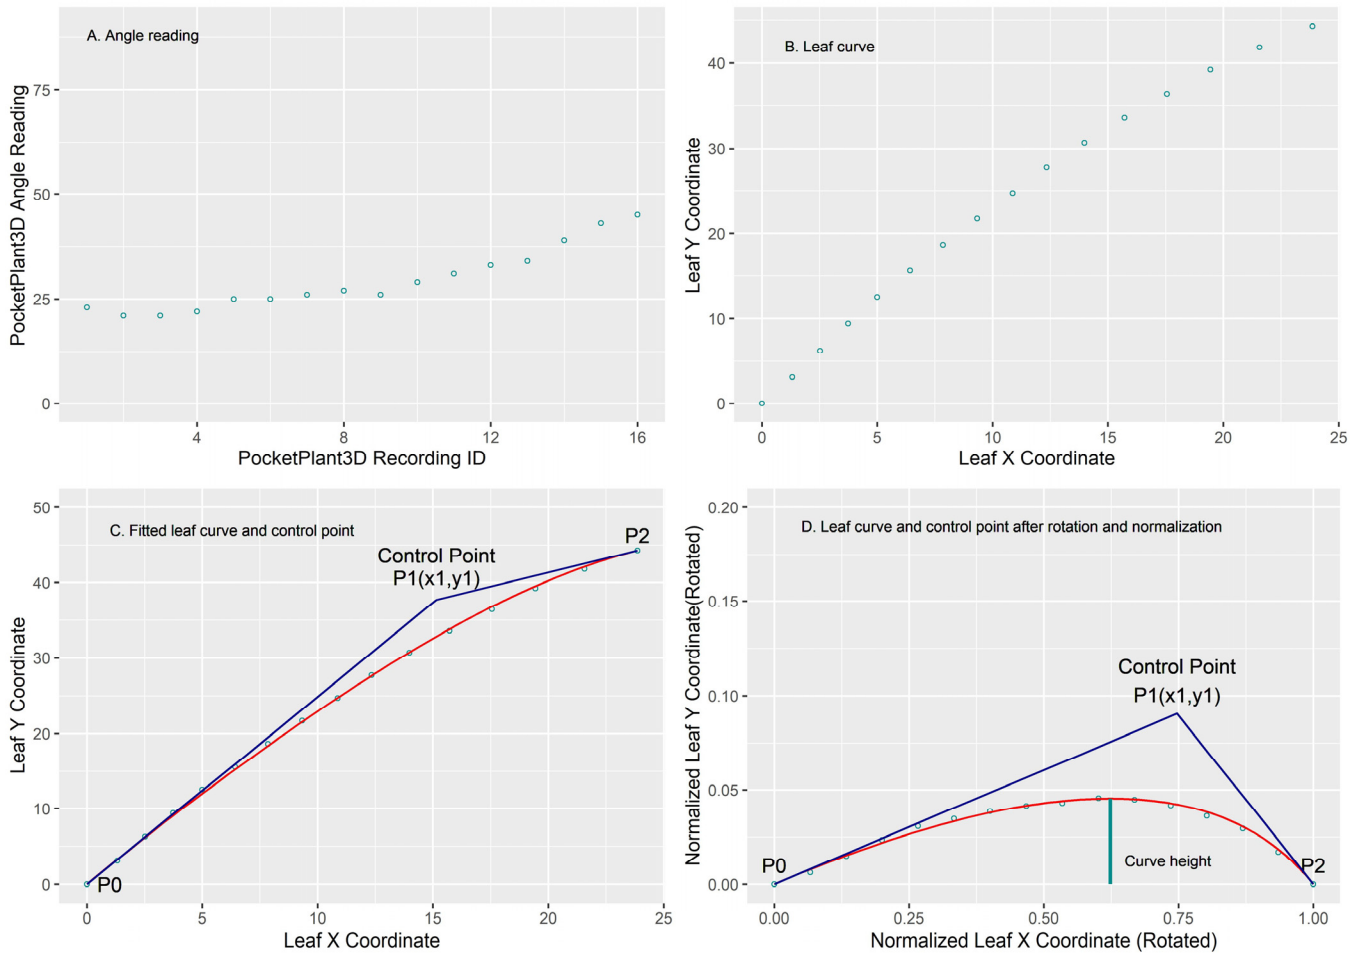 A. Angle reading
75
50
25
0
PocketPlant3D Angle Reading
4
8
12
16
PocketPlant3D Recording ID
B. Leaf curve
40
30
20
10
0
Leaf Y Coordinate
0
5
10
15
20
25
Leaf X Coordinate
C. Fitted leaf curve and control point
50
40
30
20
10
0
Leaf Y Coordinate
Control Point
P1(x1,y1)
P2
P0
0
5
10
15
20
25
Leaf X Coordinate
D. Leaf curve and control point after rotation and normalization
0.20
0.15
0.10
0.05
0.00
Normalized Leaf Y Coordinate(Rotated)
Control Point
P1(x1,y1)
P0
Curve height
P2
0.00
0.25
0.50
0.75
1.00
Normalized Leaf X Coordinate (Rotated)